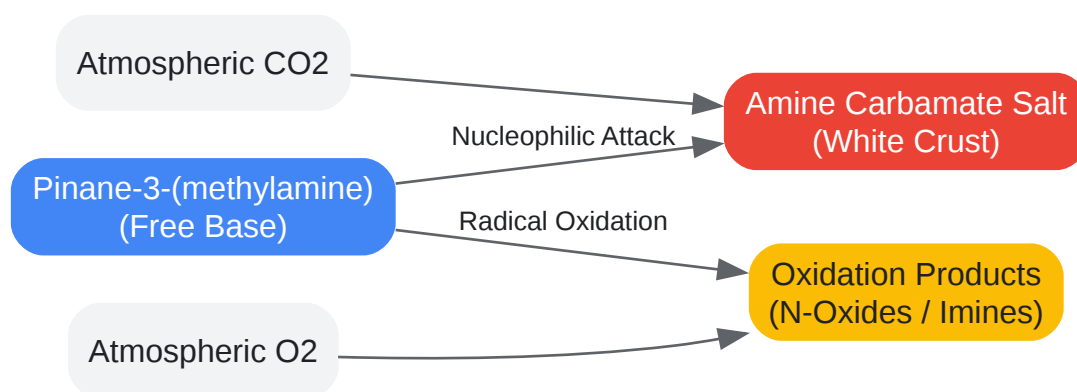 Atmospheric CO2
Amine Carbamate Salt
(White Crust)
Nucleophilic Attack
Pinane-3-(methylamine)
(Free Base)
Radical Oxidation
Oxidation Products
(N-Oxides / Imines)
Atmospheric O2